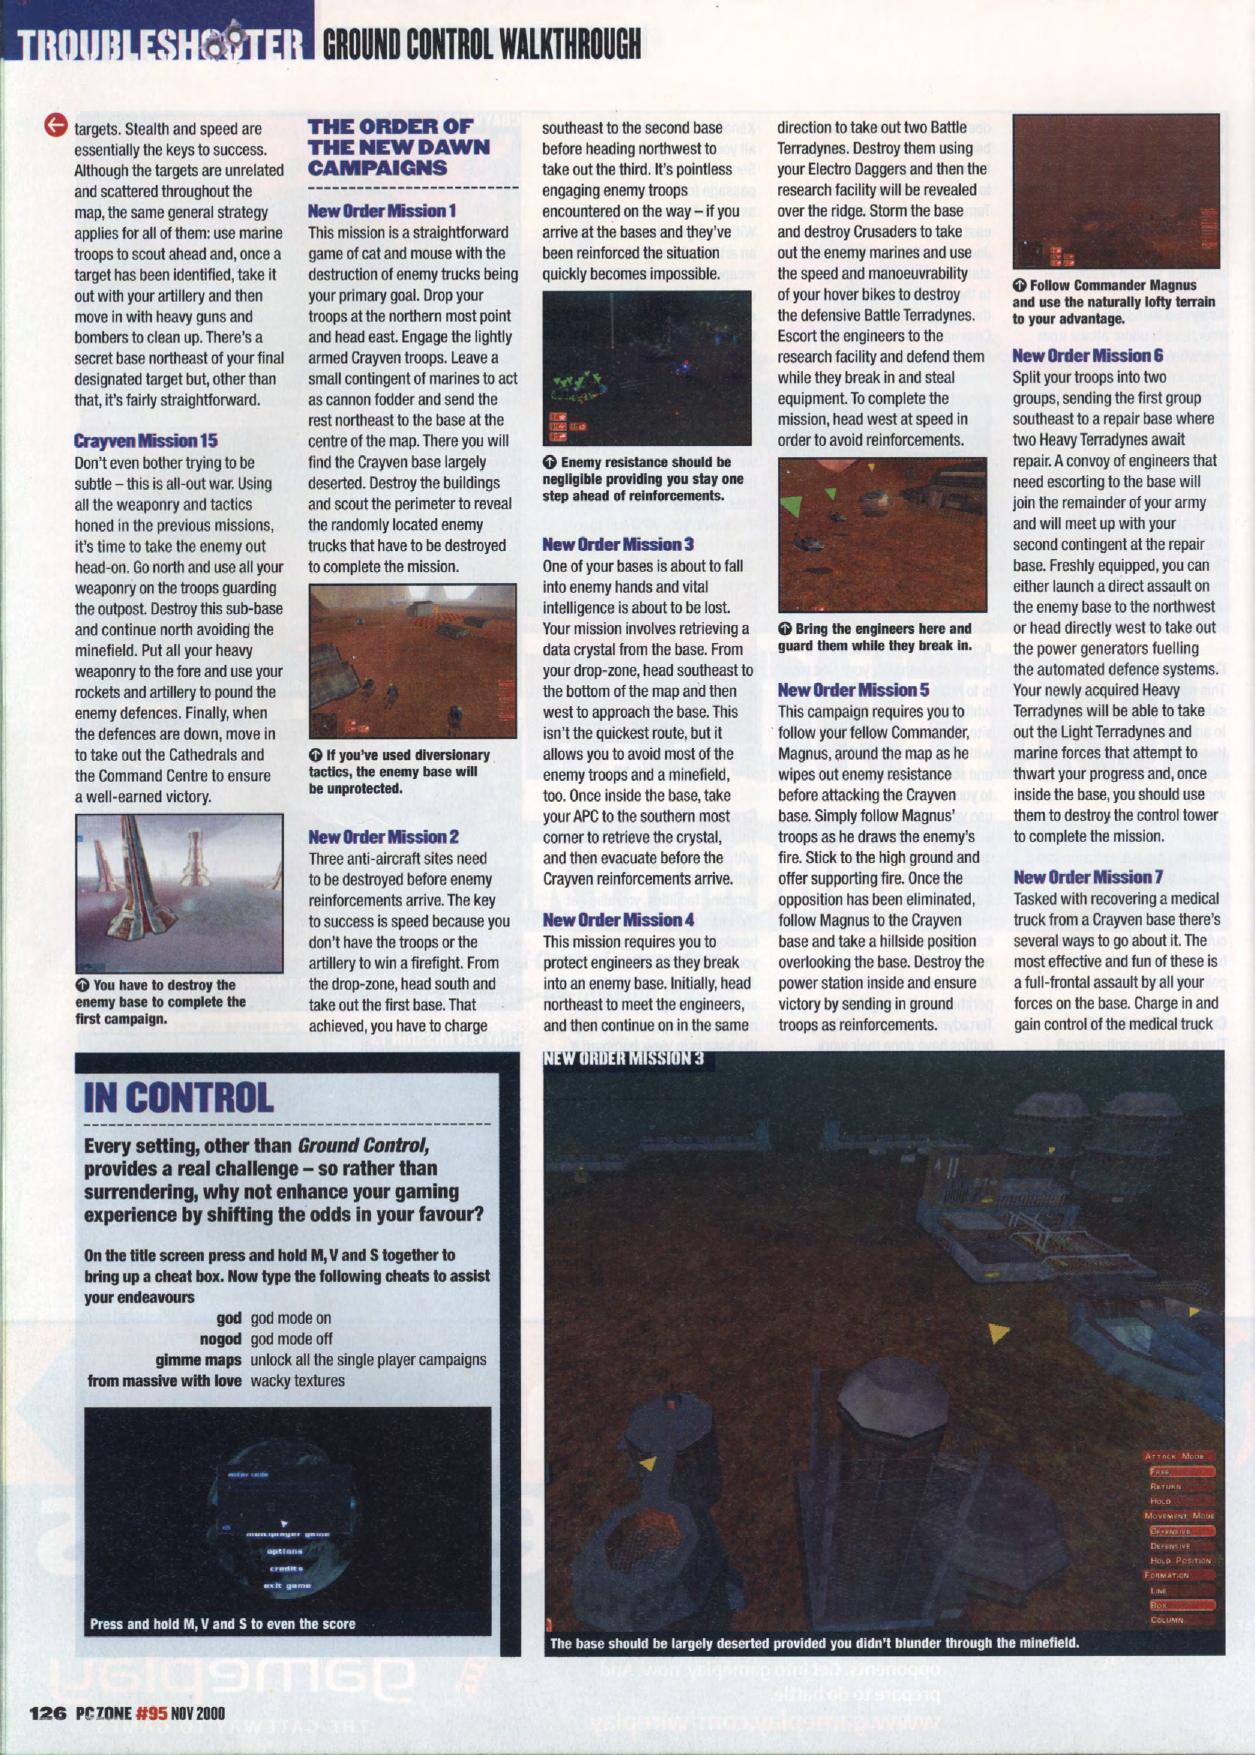 TROUBLESHOOTER GROUND CONTROL WALKTHROUGH
targets. Stealth and speed are
essentially the keys to success.
Although the targets are unrelated
and scattered throughout the
map, the same general strategy
applies for all of them: use marine
troops to scout ahead and, once a
target has been identified, take it
out with your artillery and then
move in with heavy guns and
bombers to clean up. There's a
secret base northeast of your final
designated target but, other than
that, it's fairly straightforward.
Crayven Mission 15
Don't even bother trying to be
subtle – this is all-out war. Using
all the weaponry and tactics
honed in the previous missions,
it's time to take the enemy out
head-on. Go north and use all your
weaponry on the troops guarding
the outpost. Destroy this sub-base
and continue north avoiding the
minefield. Put all your heavy
weaponry to the fore and use your
rockets and artillery to pound the
enemy defences. Finally, when
the defences are down, move in
to take out the Cathedrals and
the Command Centre to ensure
a well-earned victory.
You have to destroy the
enemy base to complete the
first campaign.
THE ORDER OF
THE NEW DAWN
CAMPAIGNS
New Order Mission 1
This mission is a straightforward
game of cat and mouse with the
destruction of enemy trucks being
your primary goal. Drop your
troops at the northern most point
and head east. Engage the lightly
armed Crayven troops. Leave a
small contingent of marines to act
as cannon fodder and send the
rest northeast to the base at the
centre of the map. There you will
find the Crayven base largely
deserted. Destroy the buildings
and scout the perimeter to reveal
the randomly located enemy
trucks that have to be destroyed
to complete the mission.
If you've used diversionary
tactics, the enemy base will
be unprotected.
New Order Mission 2
Three anti-aircraft sites need
to be destroyed before enemy
reinforcements arrive. The key
to success is speed because you
don't have the troops or the
artillery to win a firefight. From
the drop-zone, head south and
take out the first base. That
achieved, you have to charge
southeast to the second base
before heading northwest to
take out the third. It's pointless
engaging enemy troops
encountered on the way – if you
arrive at the bases and they've
been reinforced the situation
quickly becomes impossible.
Enemy resistance should be
negligible providing you stay one
step ahead of reinforcements.
New Order Mission 3
One of your bases is about to fall
into enemy hands and vital
intelligence is about to be lost.
Your mission involves retrieving a
data crystal from the base. From
your drop-zone, head southeast to
the bottom of the map and then
west to approach the base. This
isn't the quickest route, but it
allows you to avoid most of the
enemy troops and a minefield,
too. Once inside the base, take
your APC to the southern most
corner to retrieve the crystal,
and then evacuate before the
Crayven reinforcements arrive.
New Order Mission 4
This mission requires you to
protect engineers as they break
into an enemy base. Initially, head
northeast to meet the engineers,
and then continue on in the same
direction to take out two Battle
Terradynes. Destroy them using
your Electro Daggers and then the
research facility will be revealed
over the ridge. Storm the base
and destroy Crusaders to take
out the enemy marines and use
the speed and manoeuvrability
of your hover bikes to destroy
the defensive Battle Terradynes.
Escort the engineers to the
research facility and defend them
while they break in and steal
equipment. To complete the
mission, head west at speed in
order to avoid reinforcements.
Bring the engineers here and
guard them while they break in.
New Order Mission 5
This campaign requires you to
follow your fellow Commander,
Magnus, around the map as he
wipes out enemy resistance
before attacking the Crayven
base. Simply follow Magnus'
troops as he draws the enemy's
fire. Stick to the high ground and
offer supporting fire. Once the
opposition has been eliminated,
follow Magnus to the Crayven
base and take a hillside position
overlooking the base. Destroy the
power station inside and ensure
victory by sending in ground
troops as reinforcements.
Follow Commander Magnus
and use the naturally lofty terrain
to your advantage.
New Order Mission 6
Split your troops into two
groups, sending the first group
southeast to a repair base where
two Heavy Terradynes await
repair. A convoy of engineers that
need escorting to the base will
join the remainder of your army
and will meet up with your
second contingent at the repair
base. Freshly equipped, you can
either launch a direct assault on
the enemy base to the northwest
or head directly west to take out
the power generators fuelling
the automated defence systems.
Your newly acquired Heavy
Terradynes will be able to take
out the Light Terradynes and
marine forces that attempt to
thwart your progress and, once
inside the base, you should use
them to destroy the control tower
to complete the mission.
New Order Mission 7
Tasked with recovering a medical
truck from a Crayven base there's
several ways to go about it. The
most effective and fun of these is
a full-frontal assault by all your
forces on the base. Charge in and
gain control of the medical truck
IN CONTROL
Every setting, other than Ground Control,
provides a real challenge – so rather than
surrendering, why not enhance your gaming
experience by shifting the odds in your favour?
On the title screen press and hold M, V and S together to
bring up a cheat box. Now type the following cheats to assist
your endeavours
god god mode on
nogod god mode off
gimme maps unlock all the single player campaigns
from massive with love wacky textures
enter code
multiplayer game
options
credits
exit game
Press and hold M, V and S to even the score
NEW ORDER MISSION 3
ATTACK MODE
FREE
RETURN
HOLD
MOVEMENT MODE
OFFENSIVE
DEFENSIVE
HOLD POSITION
FORMATION
LINE
BOX
COLUMN
The base should be largely deserted provided you didn't blunder through the minefield.
126 PCZONE #95 NOV 2000